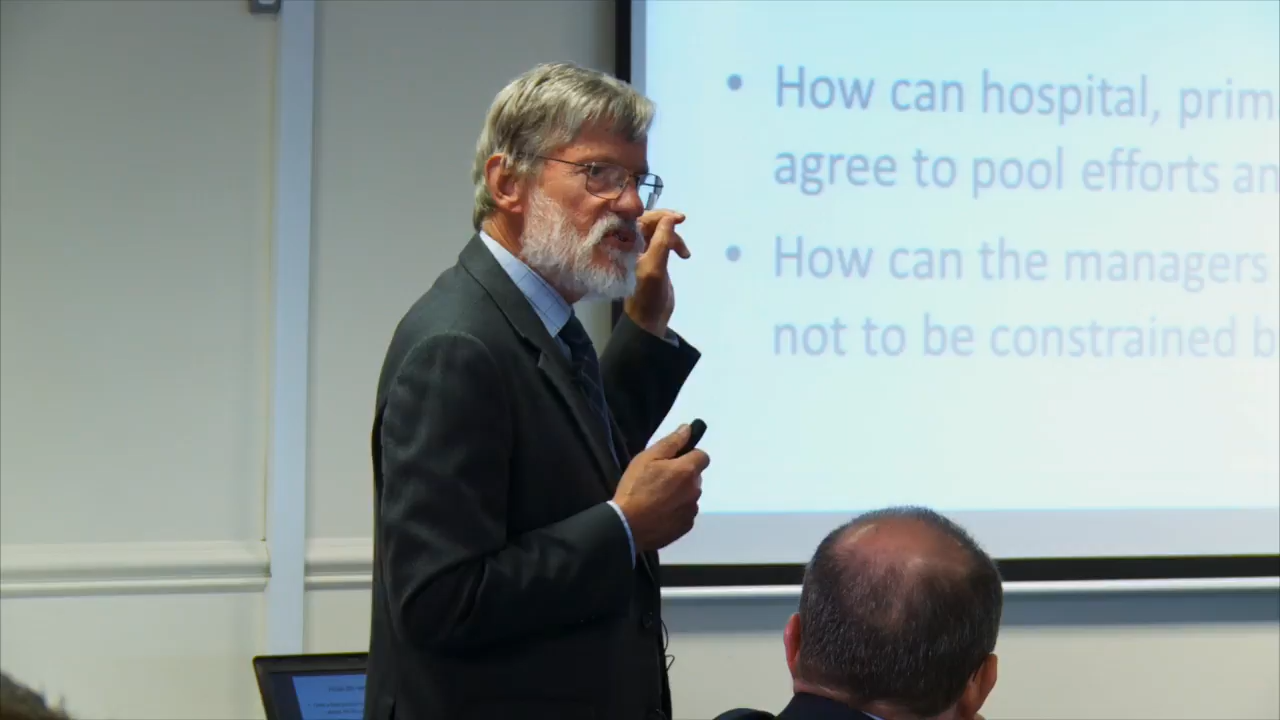 • How can hospital, prim
agree to pool efforts an
• How can the managers
not to be constrained b